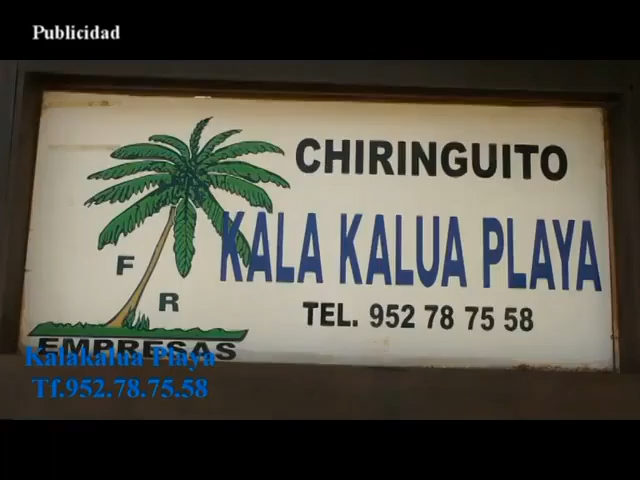 Publicidad
CHIRINGUITO
KALA KALUA PLAYA
F
R
TEL. 952 78 75 58
EMPRESAS
Kalakalua Playa
Tf.952.78.75.58